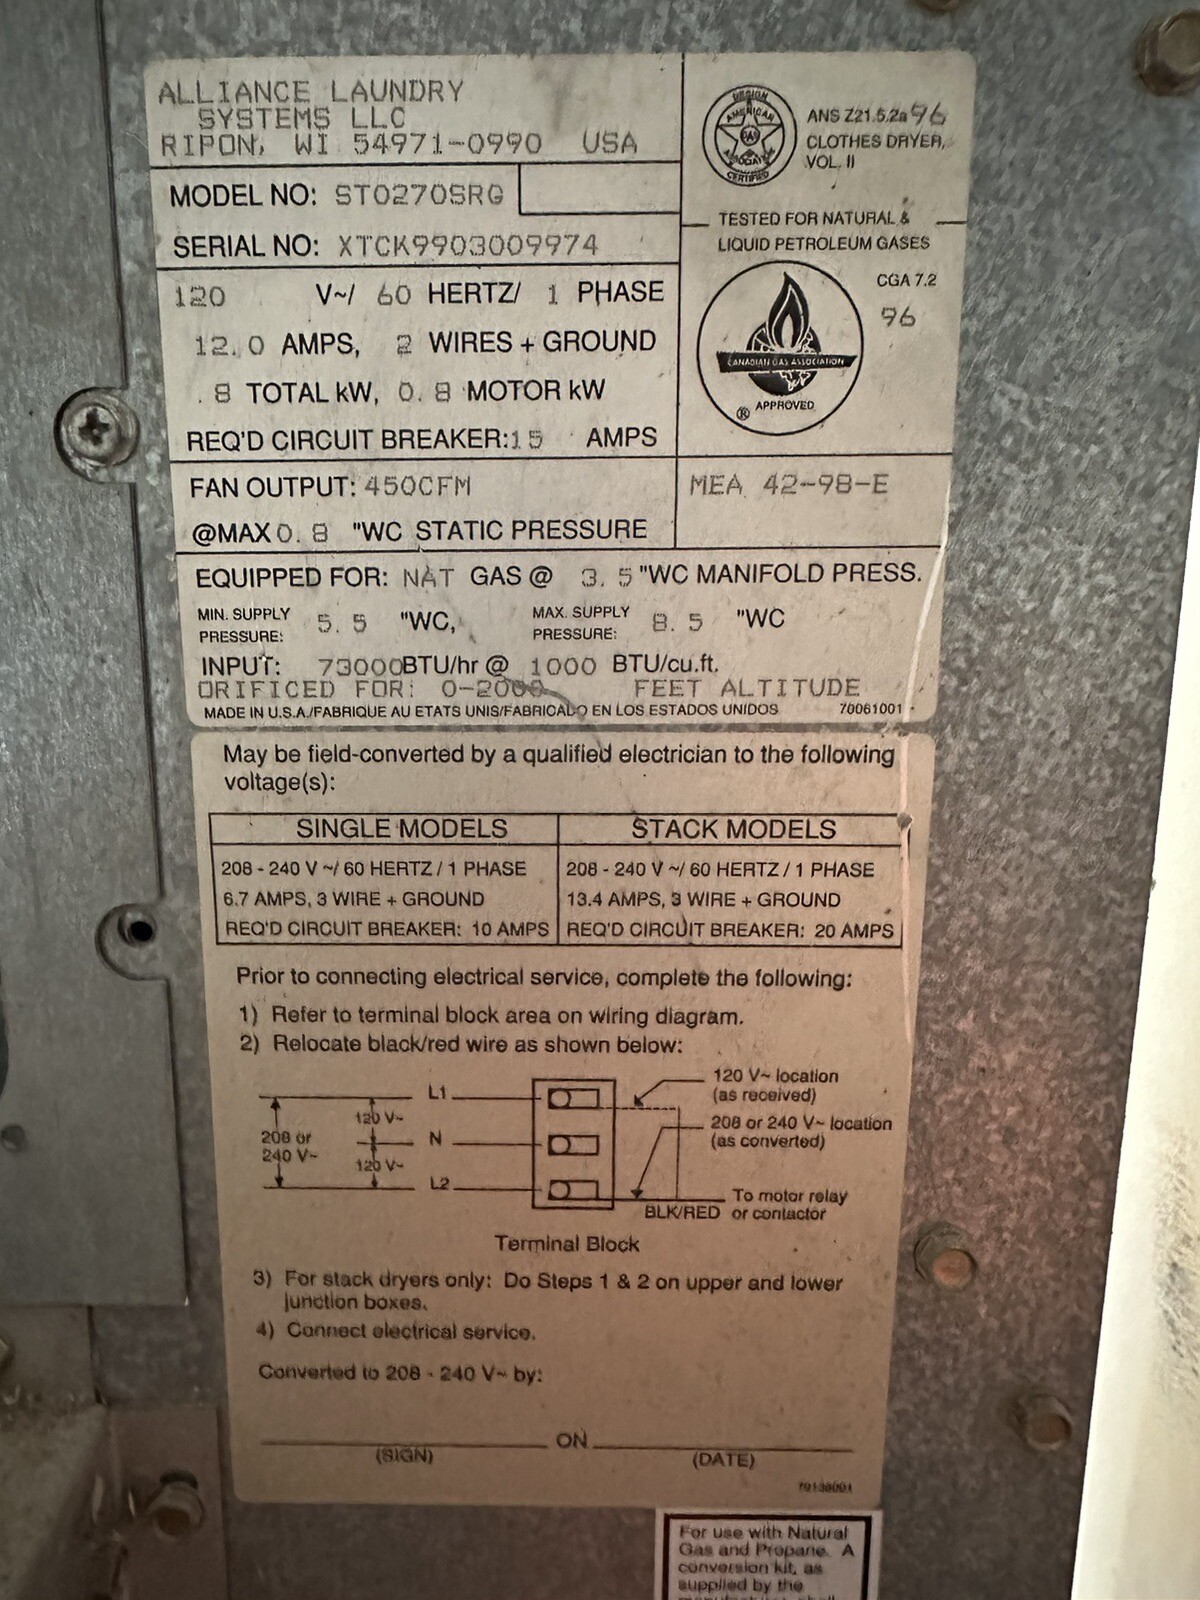 ALLIANCE LAUNDRY
SYSTEMS LLC
RIPON, WI 54971-0990 USA
MODEL NO: ST0270SRG
SERIAL NO: XTCK9903009974
120 V~/ 60 HERTZ/ 1 PHASE
12.0 AMPS, 2 WIRES + GROUND
.8 TOTAL kW, 0.8 MOTOR kW
REQ'D CIRCUIT BREAKER:15 AMPS
FAN OUTPUT: 450CFM
@MAX 0.8 "WC STATIC PRESSURE
DESIGN
AMERICAN
GAS
ASSOCIATION
CERTIFIED
ANS Z21.5.2a 96
CLOTHES DRYER,
VOL. II
TESTED FOR NATURAL &
LIQUID PETROLEUM GASES
CGA 7.2
96
CANADIAN GAS ASSOCIATION
® APPROVED
MEA 42-98-E
EQUIPPED FOR: NAT GAS @ 3.5 "WC MANIFOLD PRESS.
MIN. SUPPLY PRESSURE: 5.5 "WC, MAX. SUPPLY PRESSURE: 8.5 "WC
INPUT: 73000BTU/hr @ 1000 BTU/cu.ft.
ORIFICED FOR: 0-2000 FEET ALTITUDE
MADE IN U.S.A./FABRIQUE AU ETATS UNIS/FABRICADO EN LOS ESTADOS UNIDOS 70061001
May be field-converted by a qualified electrician to the following
voltage(s):
SINGLE MODELS STACK MODELS
208 - 240 V ~/ 60 HERTZ / 1 PHASE 208 - 240 V ~/ 60 HERTZ / 1 PHASE
6.7 AMPS, 3 WIRE + GROUND 13.4 AMPS, 3 WIRE + GROUND
REQ'D CIRCUIT BREAKER: 10 AMPS REQ'D CIRCUIT BREAKER: 20 AMPS
Prior to connecting electrical service, complete the following:
1) Refer to terminal block area on wiring diagram.
2) Relocate black/red wire as shown below:
L1
120 V~
208 or
240 V~
N
120 V~
L2
120 V~ location
(as received)
208 or 240 V~ location
(as converted)
To motor relay
BLK/RED or contactor
Terminal Block
3) For stack dryers only: Do Steps 1 & 2 on upper and lower
junction boxes.
4) Connect electrical service.
Converted to 208 - 240 V~ by:
ON
(SIGN) (DATE)
70138001
For use with Natural
Gas and Propane. A
conversion kit, as
supplied by the